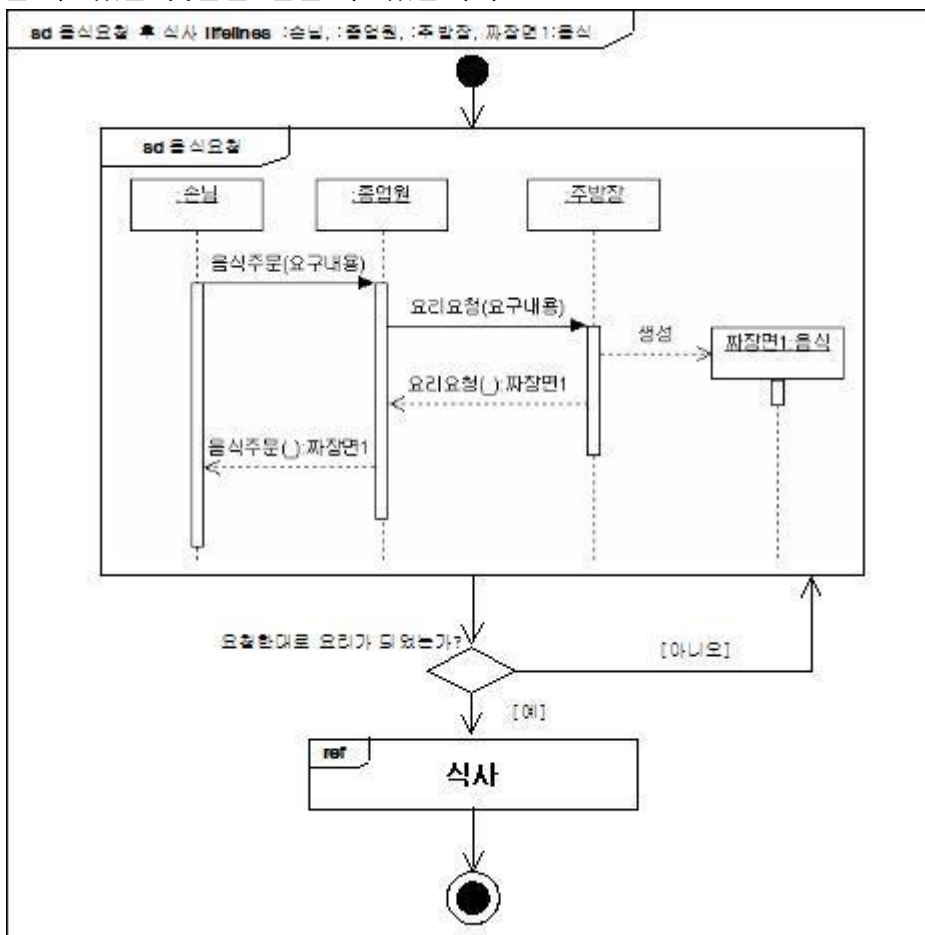 sd 음식요청 후 식사 lifelines :손님, :종업원, :주방장, 짜장면1:음식
sd 음식요청
:손님
:종업원
:주방장
음식주문(요구내용)
요리요청(요구내용)
생성
짜장면1:음식
요리요청(_):짜장면1
음식주문(_):짜장면1
요청한대로 요리가 되었는가?
[아니오]
[예]
ref
식사